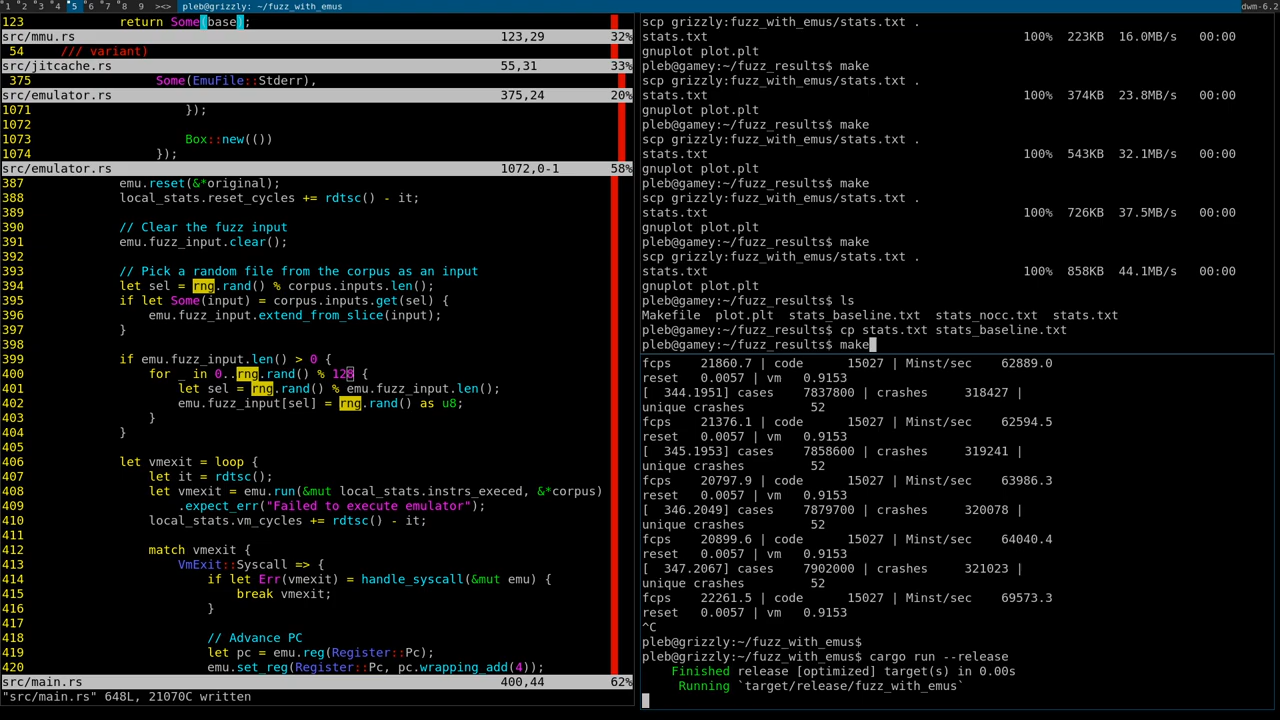 1 2 3 4 5 6 7 8 9 ><> pleb@grizzly: ~/fuzz_with_emus dwm-6.2
123 return Some(base);
src/mmu.rs 123,29 32%
54 /// variant)
src/jitcache.rs 55,31 33%
375 Some(EmuFile::Stderr),
src/emulator.rs 375,24 20%
1071 });
1072
1073 Box::new(())
1074 });
src/emulator.rs 1072,0-1 58%
387 emu.reset(&*original);
388 local_stats.reset_cycles += rdtsc() - it;
389
390 // Clear the fuzz input
391 emu.fuzz_input.clear();
392
393 // Pick a random file from the corpus as an input
394 let sel = rng.rand() % corpus.inputs.len();
395 if let Some(input) = corpus.inputs.get(sel) {
396 emu.fuzz_input.extend_from_slice(input);
397 }
398
399 if emu.fuzz_input.len() > 0 {
400 for _ in 0..rng.rand() % 128 {
401 let sel = rng.rand() % emu.fuzz_input.len();
402 emu.fuzz_input[sel] = rng.rand() as u8;
403 }
404 }
405
406 let vmexit = loop {
407 let it = rdtsc();
408 let vmexit = emu.run(&mut local_stats.instrs_execed, &*corpus)
409 .expect_err("Failed to execute emulator");
410 local_stats.vm_cycles += rdtsc() - it;
411
412 match vmexit {
413 VmExit::Syscall => {
414 if let Err(vmexit) = handle_syscall(&mut emu) {
415 break vmexit;
416 }
417
418 // Advance PC
419 let pc = emu.reg(Register::Pc);
420 emu.set_reg(Register::Pc, pc.wrapping_add(4));
src/main.rs 400,44 62%
"src/main.rs" 648L, 21070C written
scp grizzly:fuzz_with_emus/stats.txt .
stats.txt 100% 223KB 16.0MB/s 00:00
gnuplot plot.plt
pleb@gamey:~/fuzz_results$ make
scp grizzly:fuzz_with_emus/stats.txt .
stats.txt 100% 374KB 23.8MB/s 00:00
gnuplot plot.plt
pleb@gamey:~/fuzz_results$ make
scp grizzly:fuzz_with_emus/stats.txt .
stats.txt 100% 543KB 32.1MB/s 00:00
gnuplot plot.plt
pleb@gamey:~/fuzz_results$ make
scp grizzly:fuzz_with_emus/stats.txt .
stats.txt 100% 726KB 37.5MB/s 00:00
gnuplot plot.plt
pleb@gamey:~/fuzz_results$ make
scp grizzly:fuzz_with_emus/stats.txt .
stats.txt 100% 858KB 44.1MB/s 00:00
gnuplot plot.plt
pleb@gamey:~/fuzz_results$ ls
Makefile plot.plt stats_baseline.txt stats_nocc.txt stats.txt
pleb@gamey:~/fuzz_results$ cp stats.txt stats_baseline.txt
pleb@gamey:~/fuzz_results$ make
fcps 21860.7 | code 15027 | Minst/sec 62889.0
reset 0.0057 | vm 0.9153
[ 344.1951] cases 7837800 | crashes 318427 |
unique crashes 52
fcps 21376.1 | code 15027 | Minst/sec 62594.5
reset 0.0057 | vm 0.9153
[ 345.1953] cases 7858600 | crashes 319241 |
unique crashes 52
fcps 20797.9 | code 15027 | Minst/sec 63986.3
reset 0.0057 | vm 0.9153
[ 346.2049] cases 7879700 | crashes 320078 |
unique crashes 52
fcps 20899.6 | code 15027 | Minst/sec 64040.4
reset 0.0057 | vm 0.9153
[ 347.2067] cases 7902000 | crashes 321023 |
unique crashes 52
fcps 22261.5 | code 15027 | Minst/sec 69573.3
reset 0.0057 | vm 0.9153
^C
pleb@grizzly:~/fuzz_with_emus$
pleb@grizzly:~/fuzz_with_emus$ cargo run --release
Finished release [optimized] target(s) in 0.00s
Running `target/release/fuzz_with_emus`